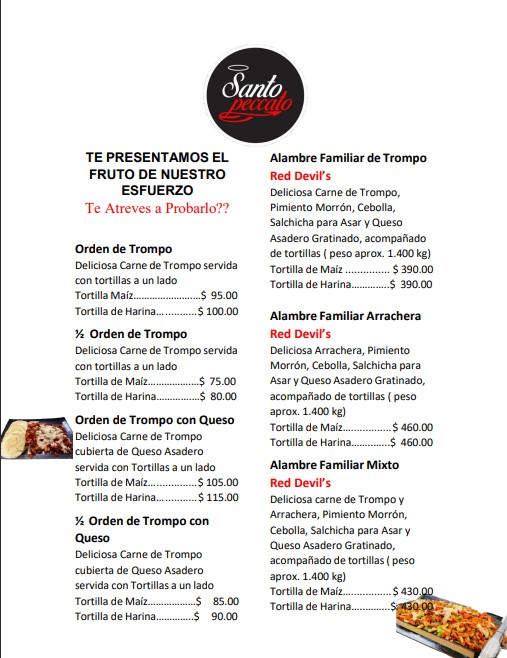 Santo
peccato
TE PRESENTAMOS EL
FRUTO DE NUESTRO
ESFUERZO
Te Atreves a Probarlo??
Orden de Trompo
Deliciosa Carne de Trompo servida
con tortillas a un lado
Tortilla Maíz.…………………….$ 95.00
Tortilla de Harina….………..$ 100.00
½ Orden de Trompo
Deliciosa Carne de Trompo servida
con tortillas a un lado
Tortilla de Maíz.……………….$ 75.00
Tortilla de Harina…………….$ 80.00
Orden de Trompo con Queso
Deliciosa Carne de Trompo
cubierta de Queso Asadero
servida con Tortillas a un lado
Tortilla de Maíz………………$ 105.00
Tortilla de Harina…………..$ 115.00
½ Orden de Trompo con
Queso
Deliciosa Carne de Trompo
cubierta de Queso Asadero
servida con Tortillas a un lado
Tortilla de Maíz……………….$ 85.00
Tortilla de Harina…………..$ 90.00
Alambre Familiar de Trompo
Red Devil’s
Deliciosa Carne de Trompo,
Pimiento Morrón, Cebolla,
Salchicha para Asar y Queso
Asadero Gratinado, acompañado
de tortillas ( peso aprox. 1.400 kg)
Tortilla de Maíz ............... $ 390.00
Tortilla de Harina…………..$ 390.00
Alambre Familiar Arrachera
Red Devil’s
Deliciosa Arrachera, Pimiento
Morrón, Cebolla, Salchicha para
Asar y Queso Asadero Gratinado,
acompañado de tortillas ( peso
aprox. 1.400 kg)
Tortilla de Maíz………………$ 460.00
Tortilla de Harina…………..$ 460.00
Alambre Familiar Mixto
Red Devil’s
Deliciosa carne de Trompo y
Arrachera, Pimiento Morrón,
Cebolla, Salchicha para Asar y
Queso Asadero Gratinado,
acompañado de tortillas ( peso
aprox. 1.400 kg)
Tortilla de Maíz………………$ 430.00
Tortilla de Harina…………..$ 430.00